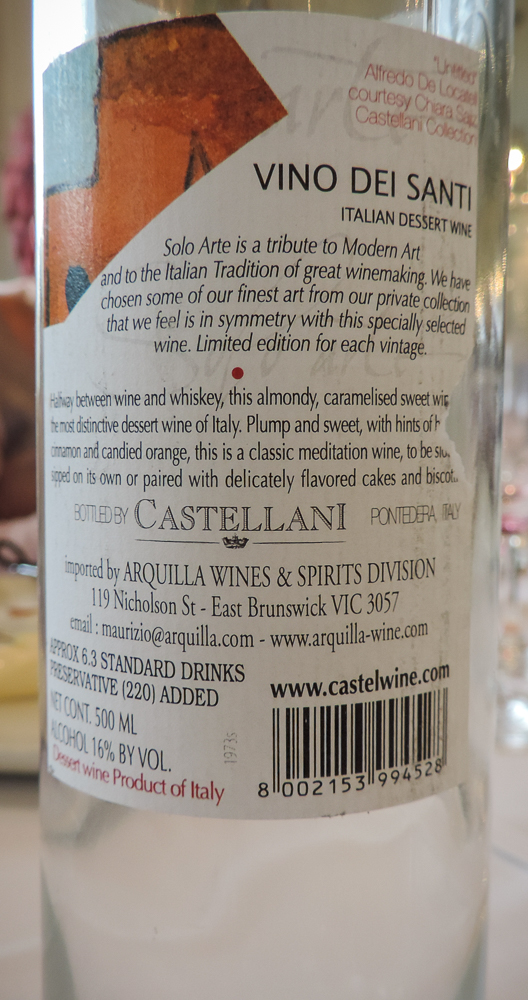 "Untitled"
Alfredo De Locatelli
courtesy Chiara
Castellani Collection
VINO DEI SANTI
ITALIAN DESSERT WINE
Solo Arte is a tribute to Modern Art
and to the Italian Tradition of great winemaking. We have
chosen some of our finest art from our private collection
that we feel is in symmetry with this specially selected
wine. Limited edition for each vintage.
Halfway between wine and whiskey, this almondy, caramelised sweet
the most distinctive dessert wine of Italy. Plump and sweet, with hints of
cinnamon and candied orange, this is a classic meditation wine, to be
sipped on its own or paired with delicately flavored cakes and
BOTTLED BY CASTELLANI PONTEDERA, ITALY
imported by ARQUILLA WINES & SPIRITS DIVISION
119 Nicholson St - East Brunswick VIC 3057
email : maurizio@arquilla.com - www.arquilla-wine.com
APPROX 6.3 STANDARD DRINKS
PRESERVATIVE (220) ADDED
NET CONT. 500 ML
ALCOHOL 16% BY VOL.
Dessert wine Product of Italy
1973s
www.castelwine.com
8 002153 994528